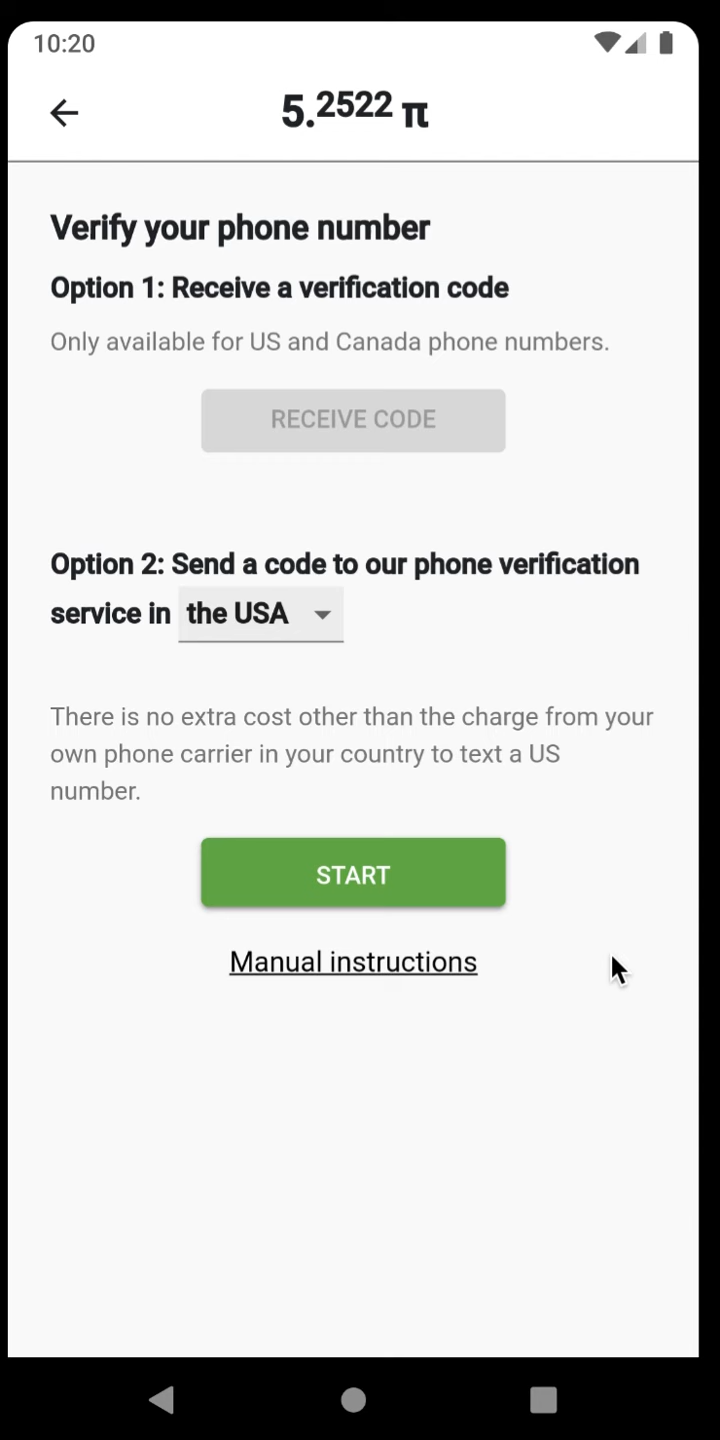 10:20
5.2522 π
Verify your phone number
Option 1: Receive a verification code
Only available for US and Canada phone numbers.
RECEIVE CODE
Option 2: Send a code to our phone verification
service in the USA
There is no extra cost other than the charge from your
own phone carrier in your country to text a US
number.
START
Manual instructions